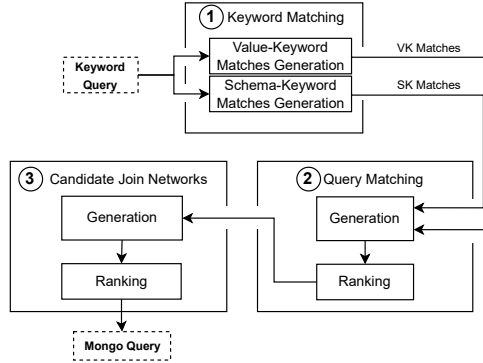 1 Keyword Matching
Value-Keyword
Matches Generation
VK Matches
Keyword
Query
Schema-Keyword
Matches Generation
SK Matches
3 Candidate Join Networks
Generation
Ranking
Mongo Query
2 Query Matching
Generation
Ranking